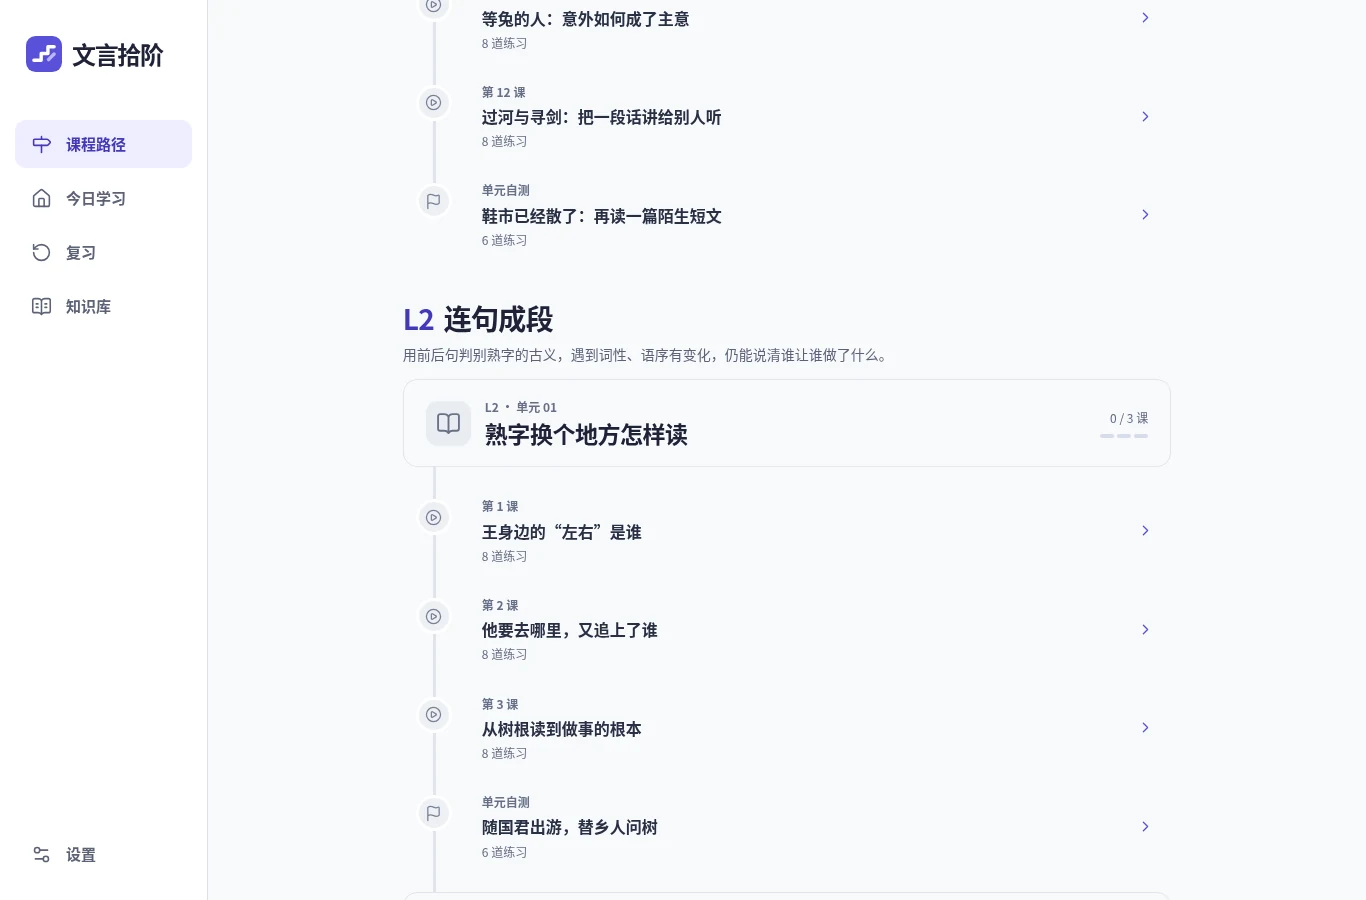 文言拾阶
课程路径
今日学习
复习
知识库
设置
等兔的人：意外如何成了主意
8 道练习
第 12 课
过河与寻剑：把一段话讲给别人听
8 道练习
单元自测
鞋市已经散了：再读一篇陌生短文
6 道练习
L2 连句成段
用前后句判别熟字的古义，遇到词性、语序有变化，仍能说清谁让谁做了什么。
L2 · 单元 01
熟字换个地方怎样读
0 / 3 课
第 1 课
王身边的“左右”是谁
8 道练习
第 2 课
他要去哪里，又追上了谁
8 道练习
第 3 课
从树根读到做事的根本
8 道练习
单元自测
随国君出游，替乡人问树
6 道练习